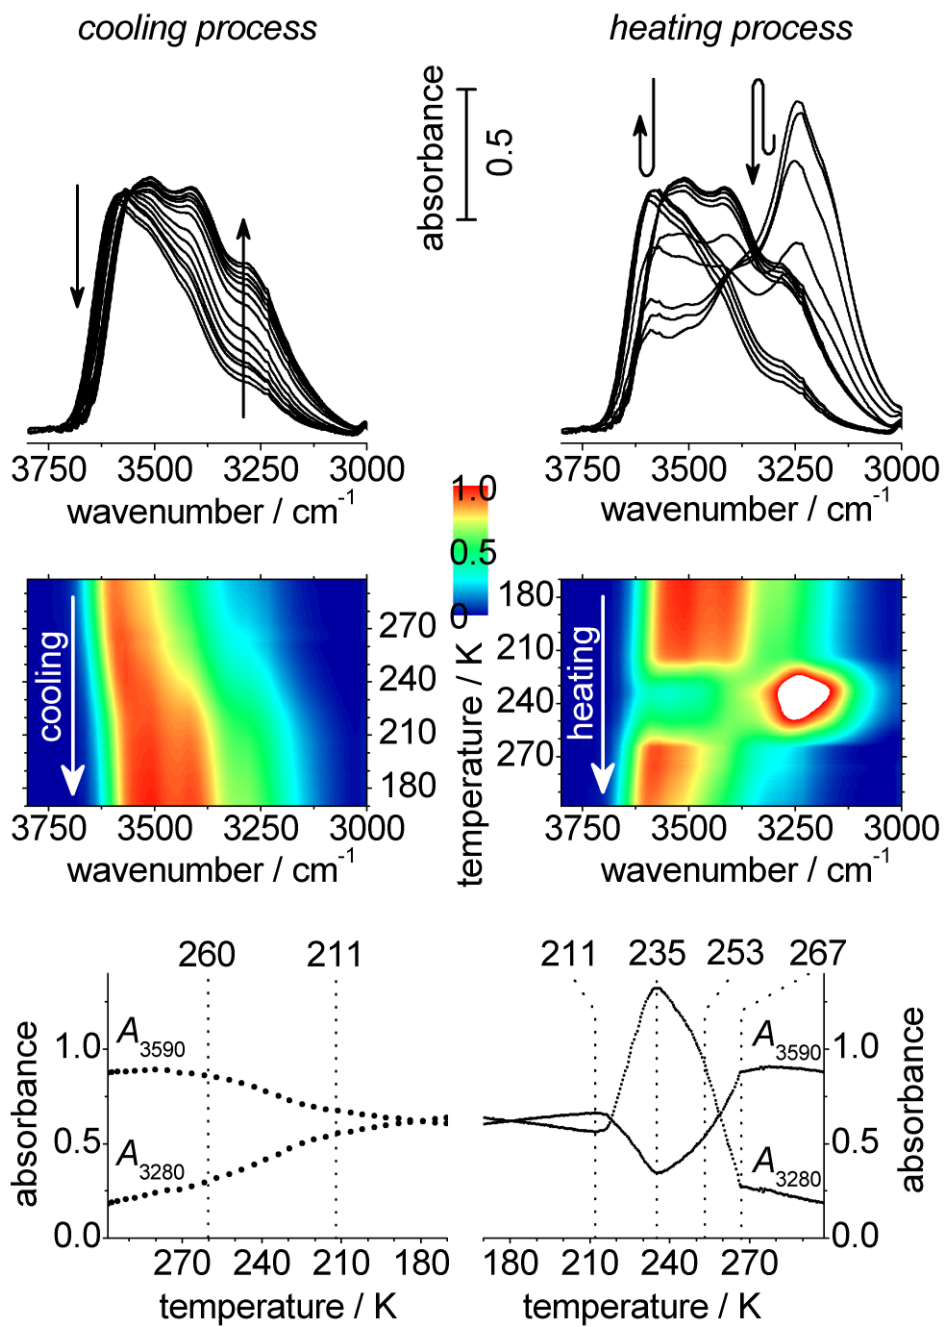 cooling process
heating process
absorbance
0.5
3750 3500 3250 3000
wavenumber / cm⁻¹
3750 3500 3250 3000
wavenumber / cm⁻¹
1.0
0.5
0
cooling
270
240
210
180
temperature / K
heating
180
210
240
270
3750 3500 3250 3000
wavenumber / cm⁻¹
3750 3500 3250 3000
wavenumber / cm⁻¹
260 211
absorbance
1.0
0.5
0.0
A3590
A3280
270 240 210 180
temperature / K
211 235 253 267
A3590
A3280
1.0
0.5
0.0
absorbance
180 210 240 270
temperature / K